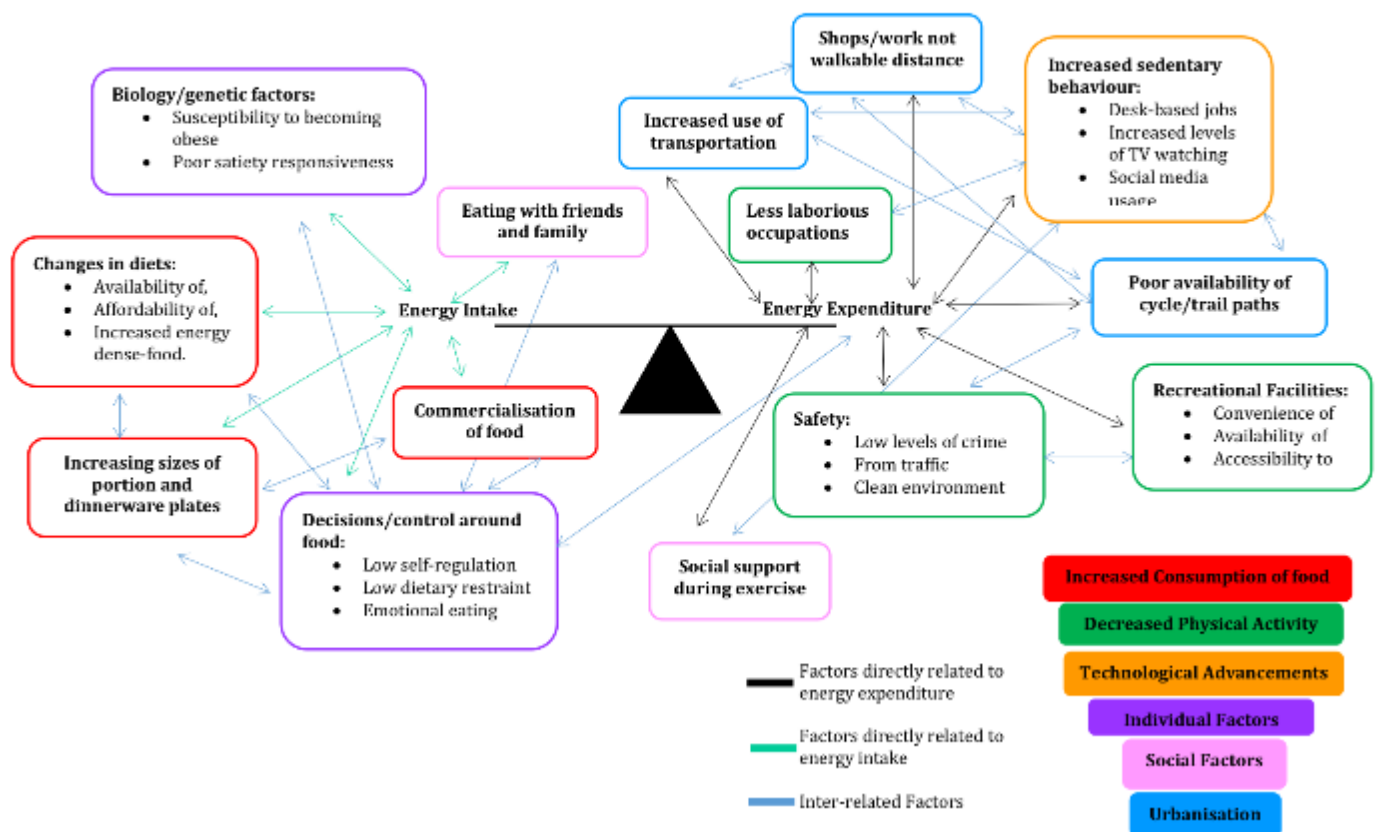 Shops/work not
walkable distance
Biology/genetic factors:
• Susceptibility to becoming
obese
• Poor satiety responsiveness
Increased use of
transportation
Increased sedentary
behaviour:
• Desk-based jobs
• Increased levels
of TV watching
• Social media
usage
Eating with friends
and family
Less laborious
occupations
Changes in diets:
• Availability of,
• Affordability of,
• Increased energy
dense-food.
Energy Intake
Energy Expenditure
Poor availability of
cycle/trail paths
Commercialisation
of food
Safety:
• Low levels of crime
• From traffic
• Clean environment
Recreational Facilities:
• Convenience of
• Availability of
• Accessibility to
Increasing sizes of
portion and
dinnerware plates
Decisions/control around
food:
• Low self-regulation
• Low dietary restraint
• Emotional eating
Social support
during exercise
Factors directly related to
energy expenditure
Factors directly related to
energy intake
Inter-related Factors
Increased Consumption of food
Decreased Physical Activity
Technological Advancements
Individual Factors
Social Factors
Urbanisation